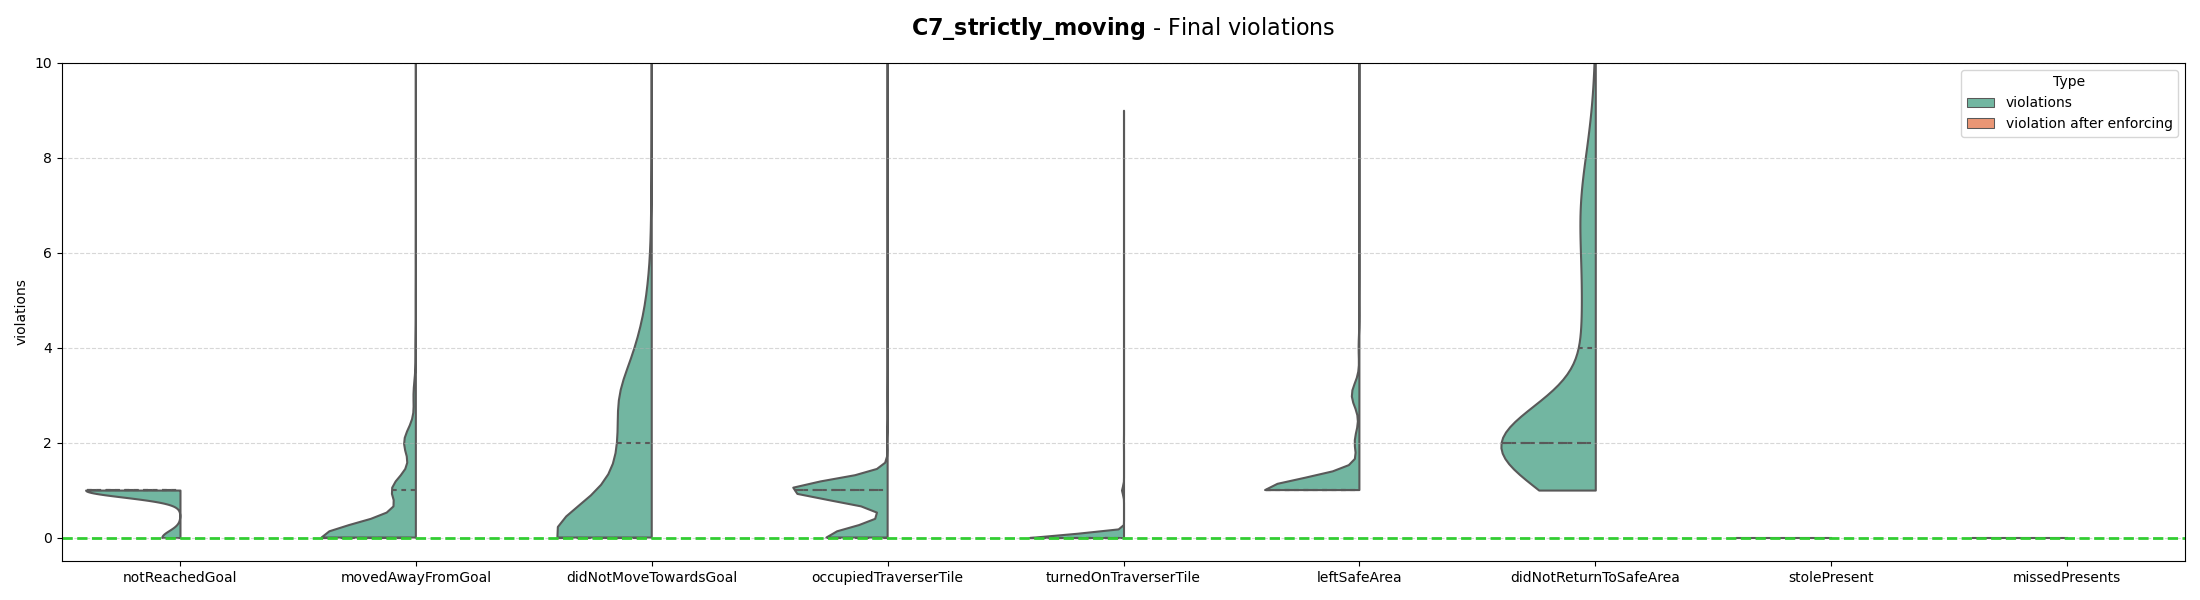 C7_strictly_moving - Final violations
10
8
6
4
2
0
violations
Type
violations
violation after enforcing
notReachedGoal
movedAwayFromGoal
didNotMoveTowardsGoal
occupiedTraverserTile
turnedOnTraverserTile
leftSafeArea
didNotReturnToSafeArea
stolePresent
missedPresents